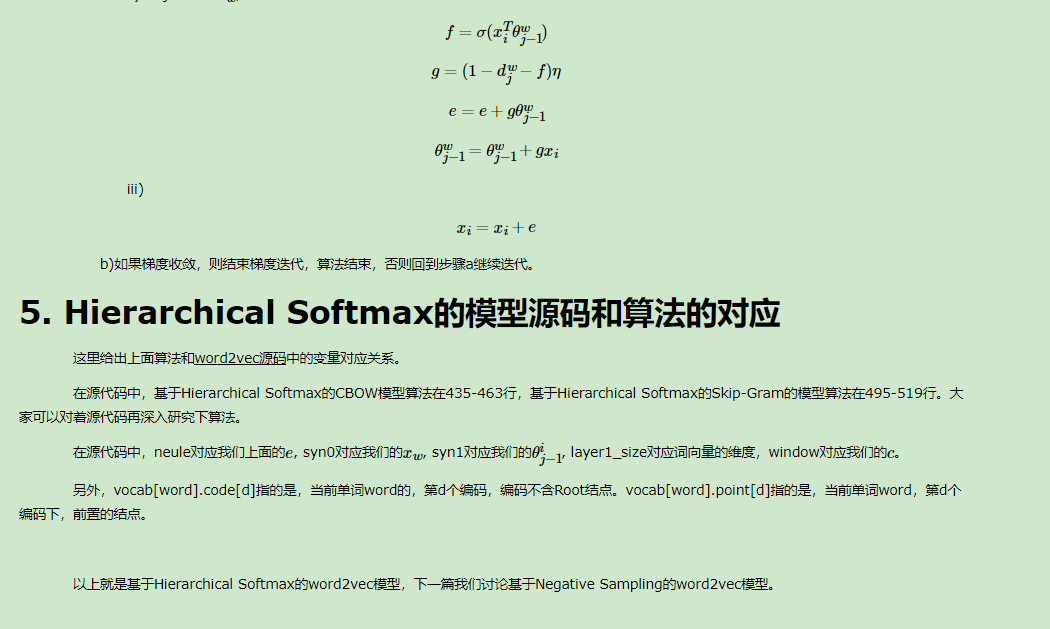 f = σ(x_i^T θ_{j−1}^w)
g = (1 − d_j^w − f)η
e = e + gθ_{j−1}^w
θ_{j−1}^w = θ_{j−1}^w + gx_i
iii)
x_i = x_i + e
b)如果梯度收敛，则结束梯度迭代，算法结束，否则回到步骤a继续迭代。
5. Hierarchical Softmax的模型源码和算法的对应
这里给出上面算法和word2vec源码中的变量对应关系。
在源代码中，基于Hierarchical Softmax的CBOW模型算法在435-463行，基于Hierarchical Softmax的Skip-Gram的模型算法在495-519行。大
家可以对着源代码再深入研究下算法。
在源代码中，neule对应我们上面的e, syn0对应我们的x_w, syn1对应我们的θ_{j−1}^i, layer1_size对应词向量的维度，window对应我们的c。
另外，vocab[word].code[d]指的是，当前单词word的，第d个编码，编码不含Root结点。vocab[word].point[d]指的是，当前单词word，第d个
编码下，前置的结点。
以上就是基于Hierarchical Softmax的word2vec模型，下一篇我们讨论基于Negative Sampling的word2vec模型。